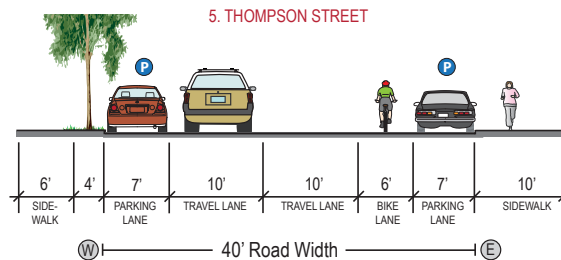 5. THOMPSON STREET
P P
6' 4' 7' 10' 10' 6' 7' 10'
SIDE-
WALK
PARKING
LANE
TRAVEL LANE
TRAVEL LANE
BIKE
LANE
PARKING
LANE
SIDEWALK
W 40' Road Width E